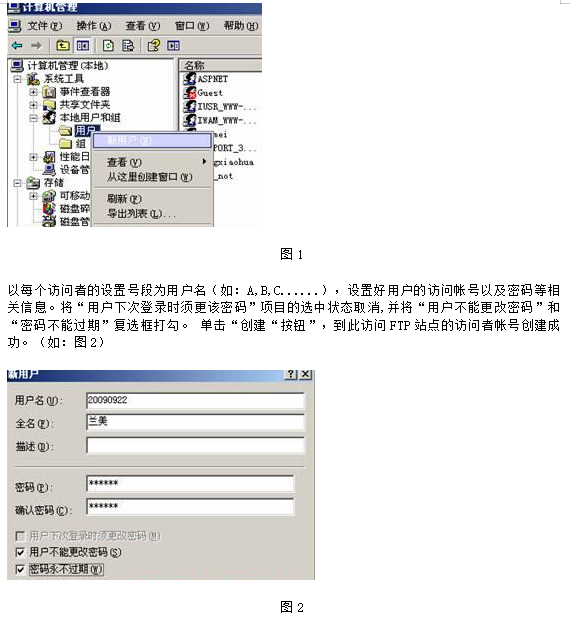 计算机管理
文件(F) 操作(A) 查看(V) 窗口(W) 帮助(H)
计算机管理(本地)
名称
系统工具
ASPNET
事件查看器
Guest
共享文件夹
IUSR_WWW-...
本地用户和组
IWAM_WWW-...
用户
新用户(N)...
mei
组
PORT_3...
性能日
查看(V)
gxiaohua
设备管
从这里创建窗口(W)
_not
存储
可移动
刷新(F)
磁盘碎
导出列表(L)...
磁盘管
图 1
以每个访问者的设置号段为用户名（如：A,B,C......），设置好用户的访问帐号以及密码等相
关信息。将“用户下次登录时须更该密码”项目的选中状态取消,并将“用户不能更改密码”和
“密码不能过期”复选框打勾。 单击“创建“按钮”，到此访问 FTP 站点的访问者帐号创建成
功。（如：图 2）
新用户
用户名(U): 20090922
全名(F): 兰美
描述(D):
密码(P): ******
确认密码(C): ******
用户下次登录时须更改密码(M)
用户不能更改密码(S)
密码永不过期(W)
图 2